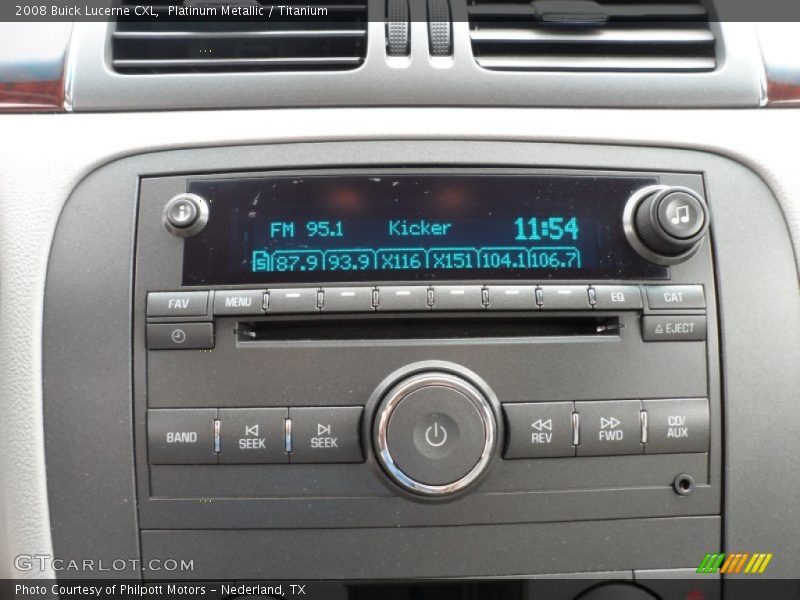 2008 Buick Lucerne CXL, Platinum Metallic / Titanium
FM 95.1 Kicker 11:54
87.9 93.9 X116 X151 104.1 106.7
FAV MENU EQ CAT
EJECT
BAND SEEK SEEK REV FWD CD/AUX
GTCARLOT.COM
Photo Courtesy of Philpott Motors - Nederland, TX